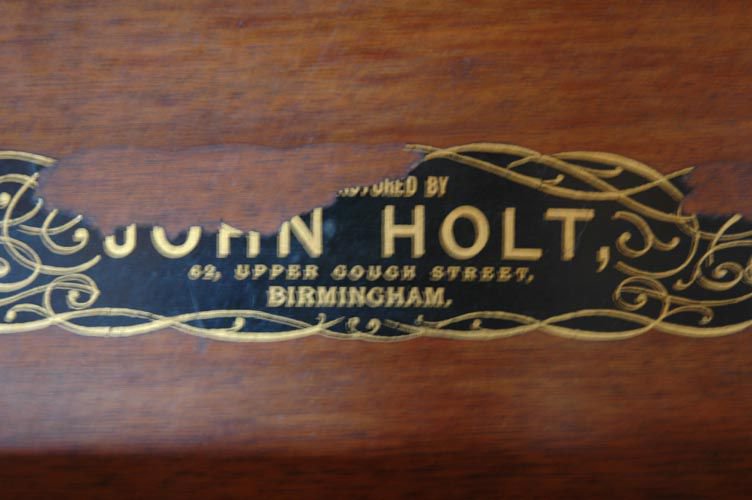 BY
JOHN HOLT,
62, UPPER GOUGH STREET,
BIRMINGHAM,